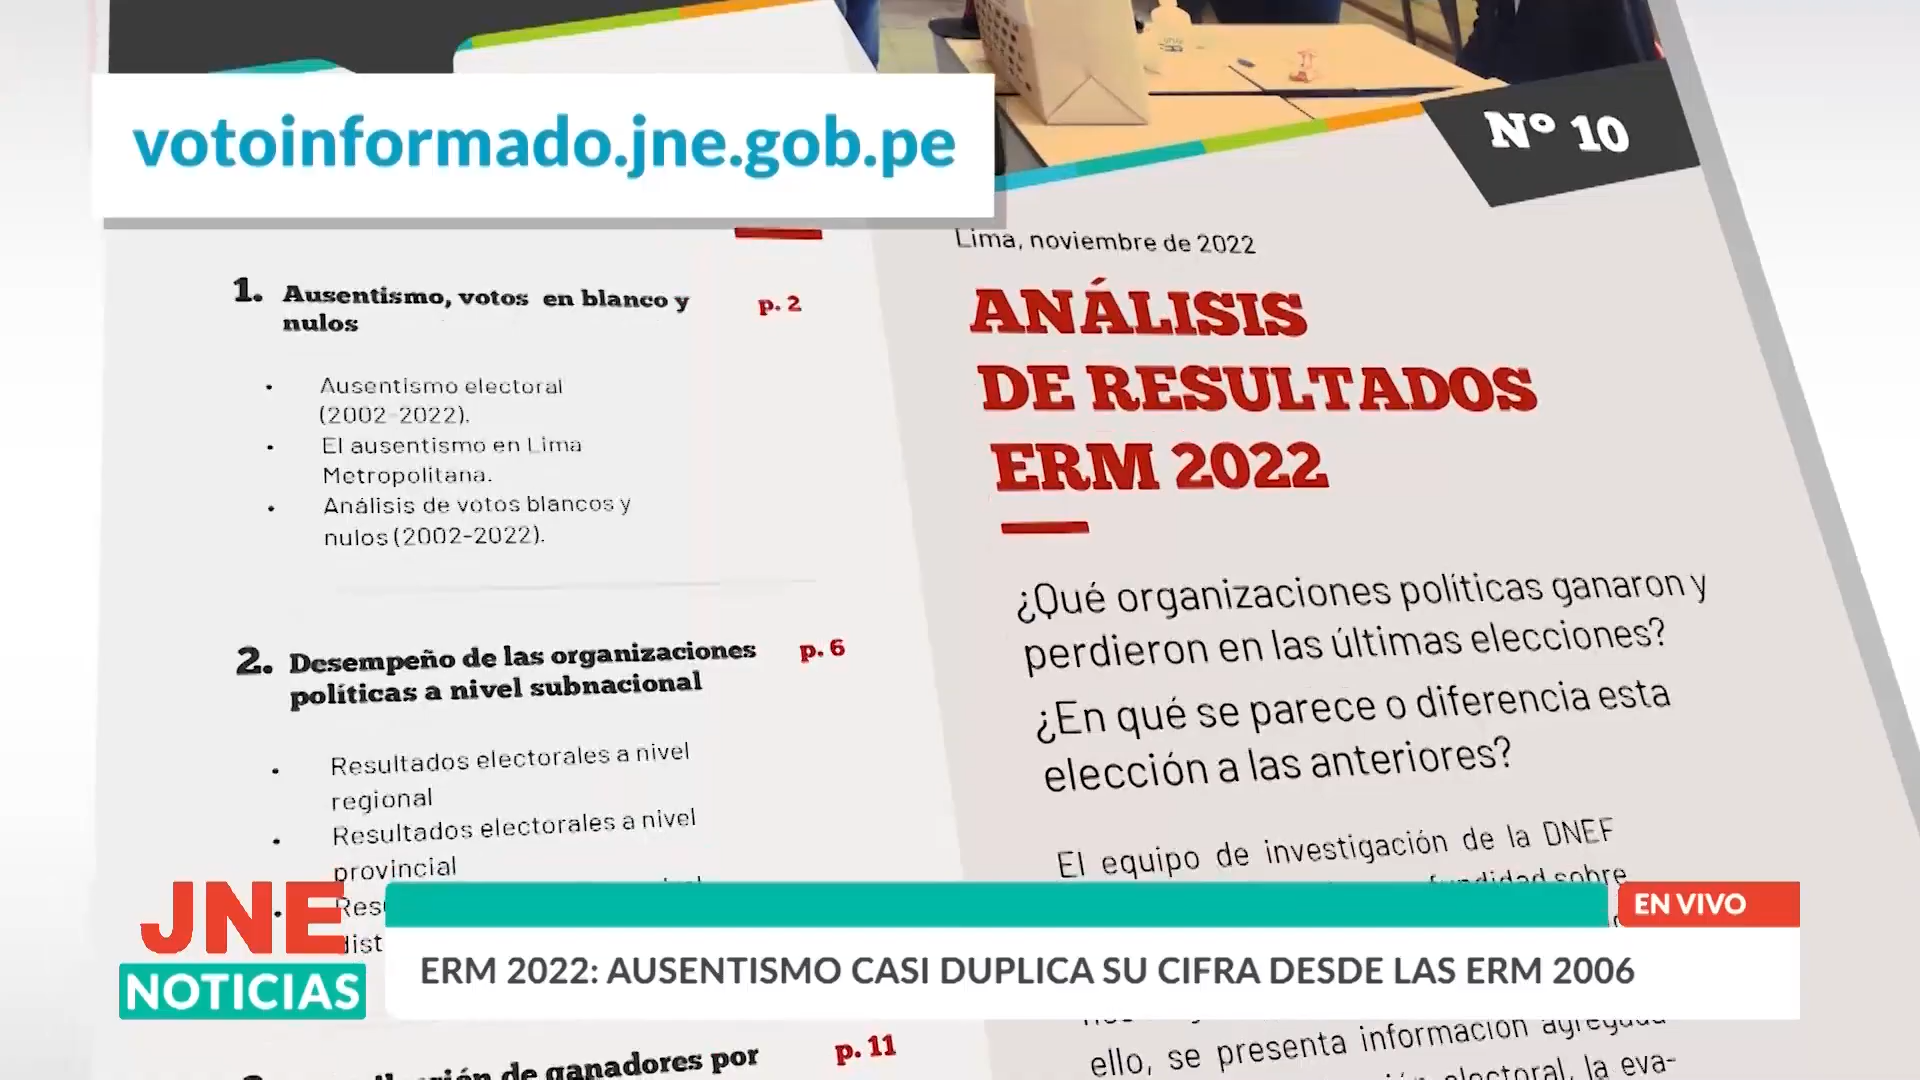 votoinformado.jne.gob.pe
Nº 10
1. Ausentismo, votos en blanco y p. 2
nulos
• Ausentismo electoral
(2002-2022).
• El ausentismo en Lima
Metropolitana.
• Análisis de votos blancos y
nulos (2002-2022).
2. Desempeño de las organizaciones p. 6
políticas a nivel subnacional
• Resultados electorales a nivel
regional
• Resultados electorales a nivel
provincial
de ganadores por p. 11
Lima, noviembre de 2022
ANÁLISIS
DE RESULTADOS
ERM 2022
¿Qué organizaciones políticas ganaron y
perdieron en las últimas elecciones?
¿En qué se parece o diferencia esta
elección a las anteriores?
El equipo de investigación de la DNEF
sobre
ello, se presenta información agregada
electoral, la eva-
JNE
NOTICIAS
EN VIVO
ERM 2022: AUSENTISMO CASI DUPLICA SU CIFRA DESDE LAS ERM 2006